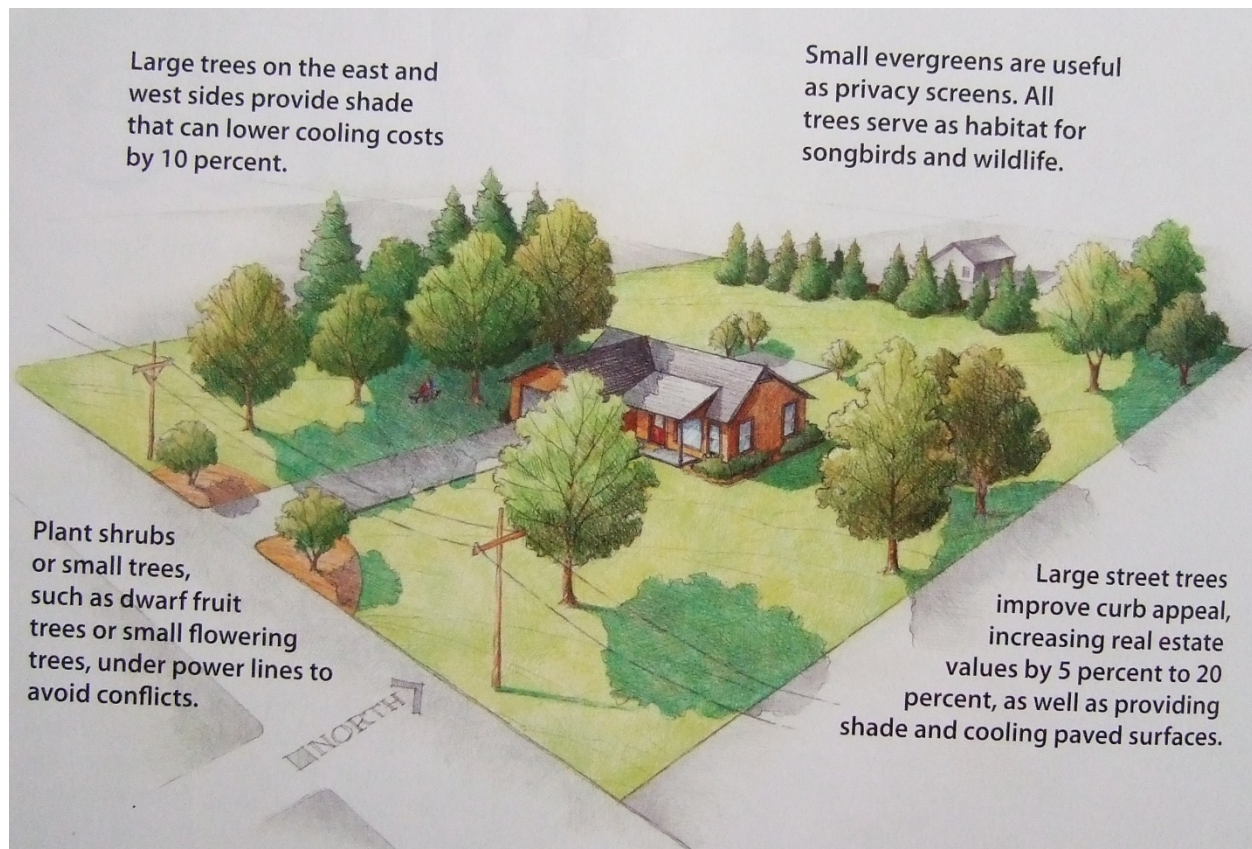 Large trees on the east and
west sides provide shade
that can lower cooling costs
by 10 percent.
Small evergreens are useful
as privacy screens. All
trees serve as habitat for
songbirds and wildlife.
Plant shrubs
or small trees,
such as dwarf fruit
trees or small flowering
trees, under power lines to
avoid conflicts.
NORTH
Large street trees
improve curb appeal,
increasing real estate
values by 5 percent to 20
percent, as well as providing
shade and cooling paved surfaces.